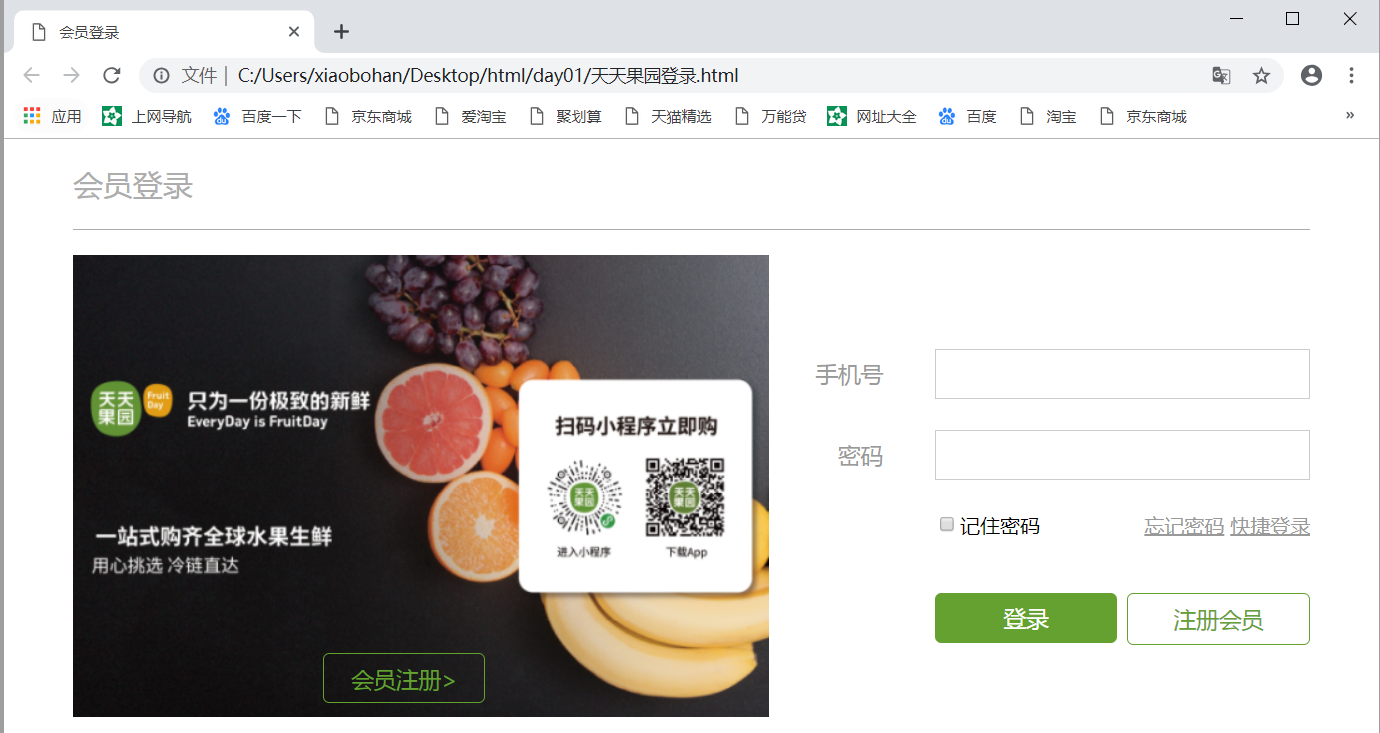 会员登录
文件 | C:/Users/xiaobohan/Desktop/html/day01/天天果园登录.html
应用 上网导航 百度一下 京东商城 爱淘宝 聚划算 天猫精选 万能贷 网址大全 百度 淘宝 京东商城 »
会员登录
天天果园
Fruit Day
只为一份极致的新鲜
EveryDay is FruitDay
一站式购齐全球水果生鲜
用心挑选 冷链直达
扫码小程序立即购
天天果园 天天果园
进入小程序 下载App
会员注册>
手机号
密码
记住密码 忘记密码 快捷登录
登录 注册会员